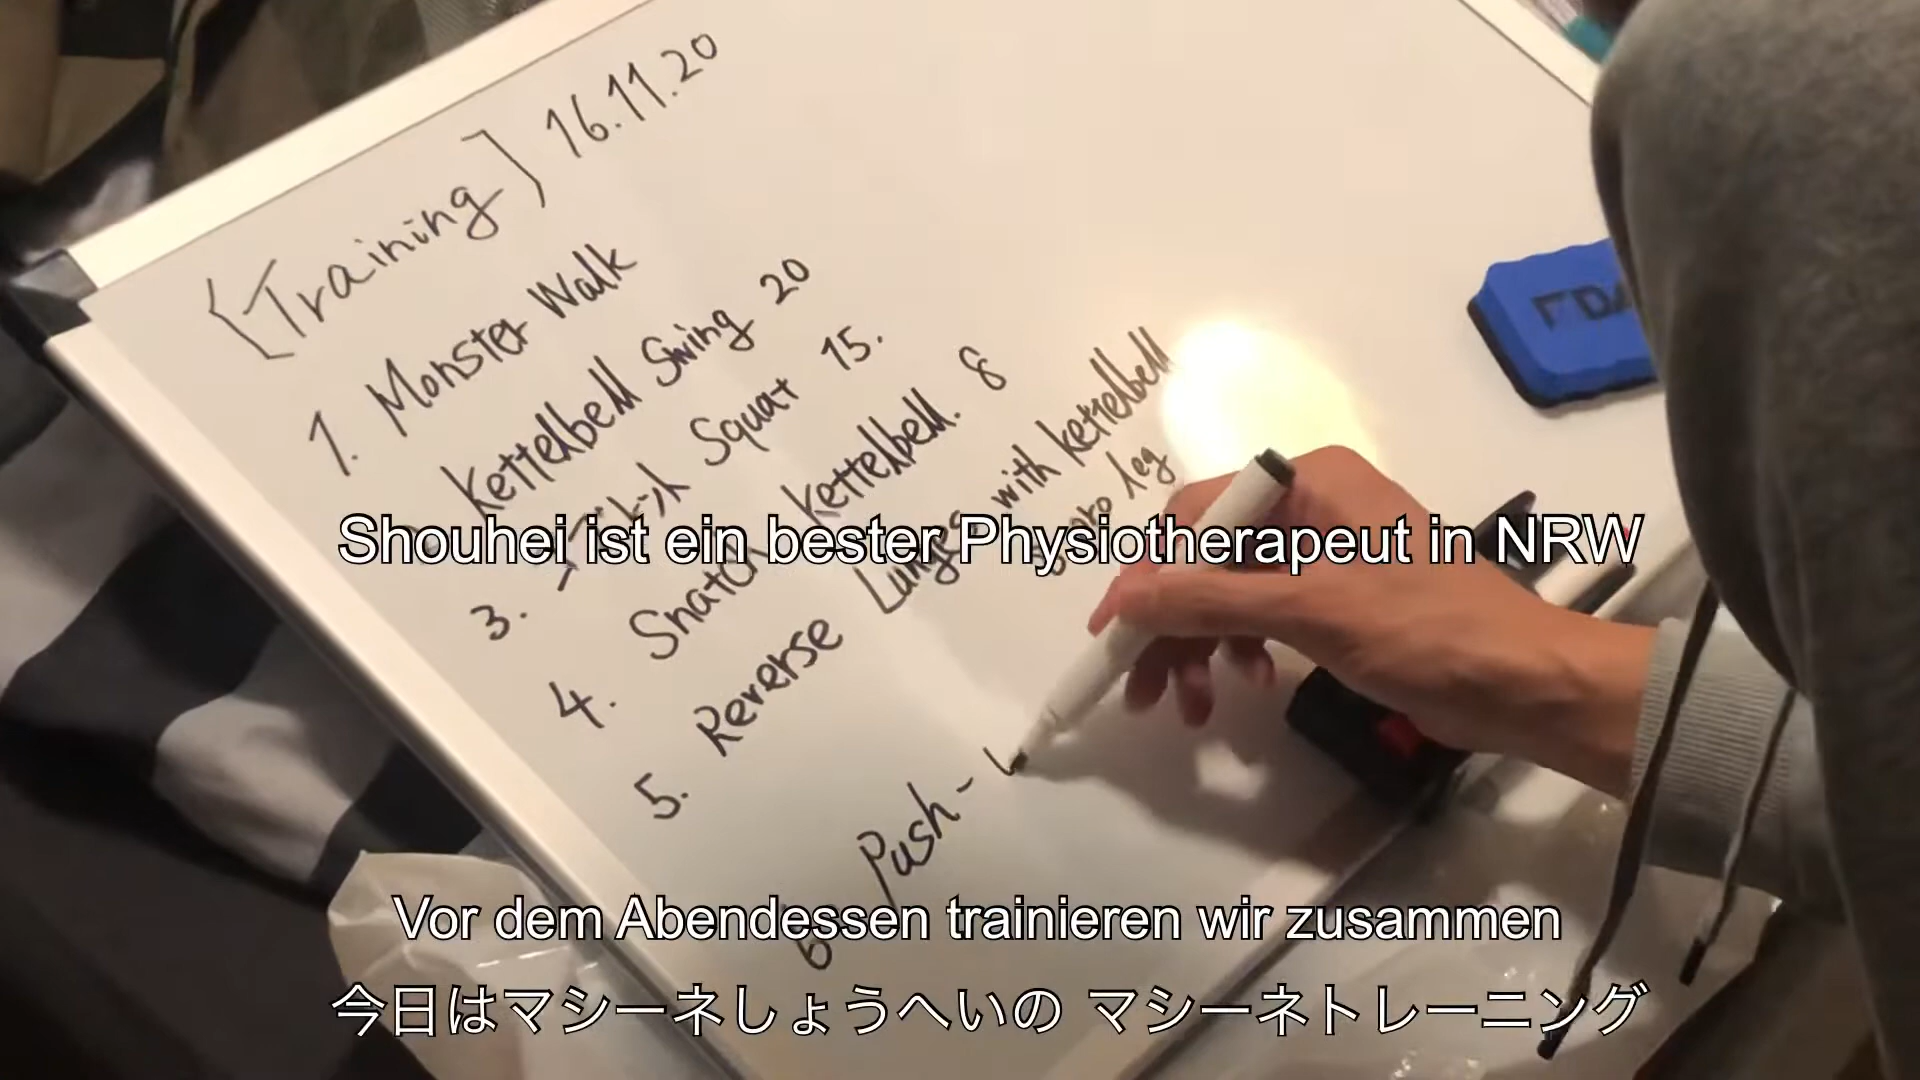 [Training] 16.11.20
1. Monster Walk
Kettelbell Swing 20
3. Squat 15.
4. Snatch Kettelbell. 8
5. Reverse Lunge with kettelbell
pro leg
6. Push-
Shouhei ist ein bester Physiotherapeut in NRW
Vor dem Abendessen trainieren wir zusammen
今日はマシーネしょうへいの マシーネトレーニング